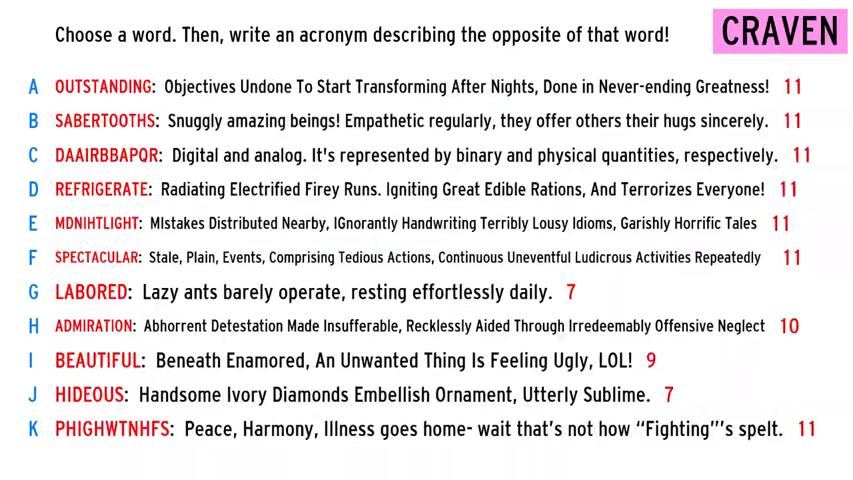 Choose a word. Then, write an acronym describing the opposite of that word!
CRAVEN
A OUTSTANDING: Objectives Undone To Start Transforming After Nights, Done in Never-ending Greatness! 11
B SABERTOOTHS: Snuggly amazing beings! Empathetic regularly, they offer others their hugs sincerely. 11
C DAAIRBBAPQR: Digital and analog. It's represented by binary and physical quantities, respectively. 11
D REFRIGERATE: Radiating Electrified Firey Runs. Igniting Great Edible Rations, And Terrorizes Everyone! 11
E MDNIHTLIGHT: MIstakes Distributed Nearby, IGnorantly Handwriting Terribly Lousy Idioms, Garishly Horrific Tales 11
F SPECTACULAR: Stale, Plain, Events, Comprising Tedious Actions, Continuous Uneventful Ludicrous Activities Repeatedly 11
G LABORED: Lazy ants barely operate, resting effortlessly daily. 7
H ADMIRATION: Abhorrent Detestation Made Insufferable, Recklessly Aided Through Irredeemably Offensive Neglect 10
I BEAUTIFUL: Beneath Enamored, An Unwanted Thing Is Feeling Ugly, LOL! 9
J HIDEOUS: Handsome Ivory Diamonds Embellish Ornament, Utterly Sublime. 7
K PHIGHWTNHFS: Peace, Harmony, Illness goes home- wait that's not how "Fighting"'s spelt. 11